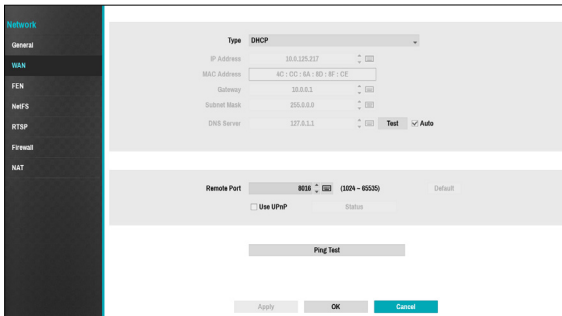 Network
General
WAN
FEN
NetFS
RTSP
Firewall
NAT
Type DHCP
IP Address 10.0.125.217
MAC Address 4C : CC : 6A : 8D : 8F : CE
Gateway 10.0.0.1
Subnet Mask 255.0.0.0
DNS Server 127.0.1.1 Test Auto
Remote Port 8016 (1024 ~ 65535) Default
Use UPnP Status
Ping Test
Apply OK Cancel